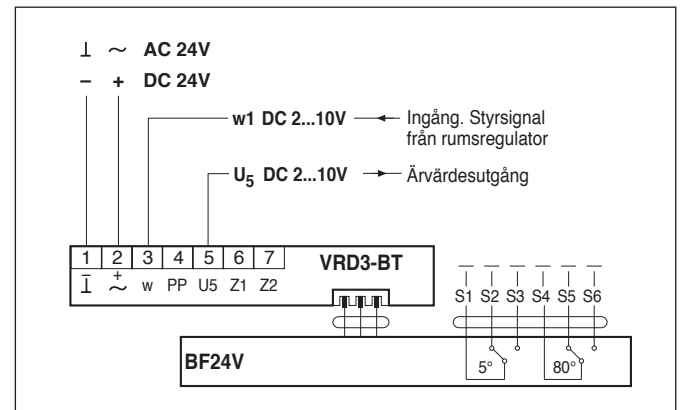 ⊥ ~ AC 24V
– + DC 24V
w1 DC 2...10V Ingång. Styrsignal
från rumsregulator
U5 DC 2...10V Ärvärdesutgång
1 2 3 4 5 6 7 VRD3-BT
⊥ ~ w PP U5 Z1 Z2
– +
S1 S2 S3 S4 S5 S6
BF24V 5° 80°